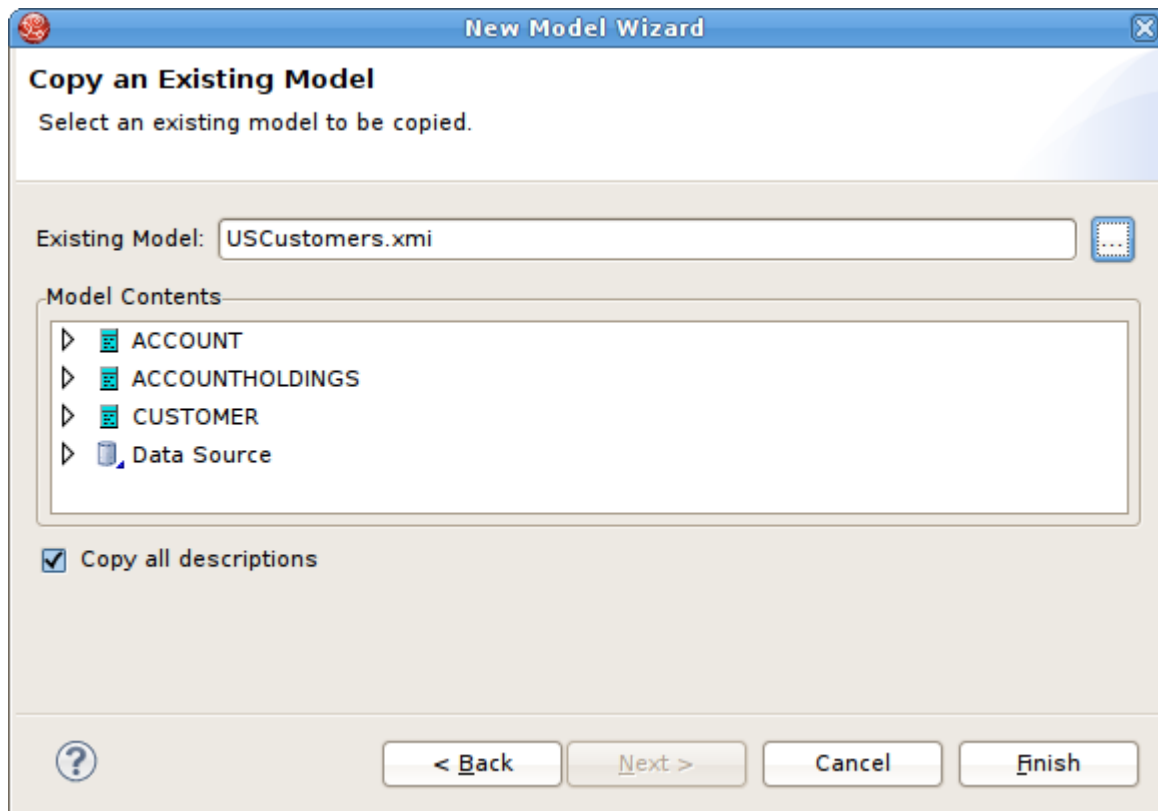 New Model Wizard
Copy an Existing Model
Select an existing model to be copied.
Existing Model: USCustomers.xmi ...
Model Contents
ACCOUNT
ACCOUNTHOLDINGS
CUSTOMER
Data Source
Copy all descriptions
? < Back Next > Cancel Finish